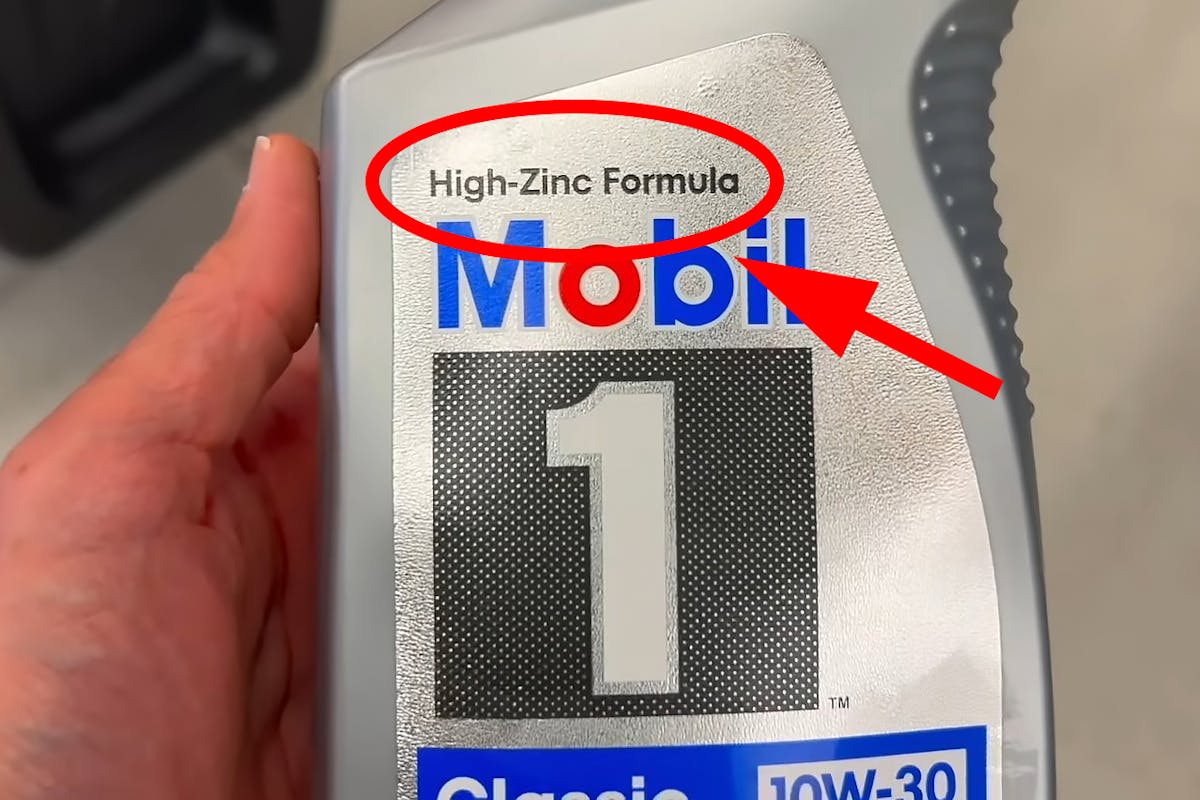 High-Zinc Formula
Mobil
1
TM
Classic 10W-30